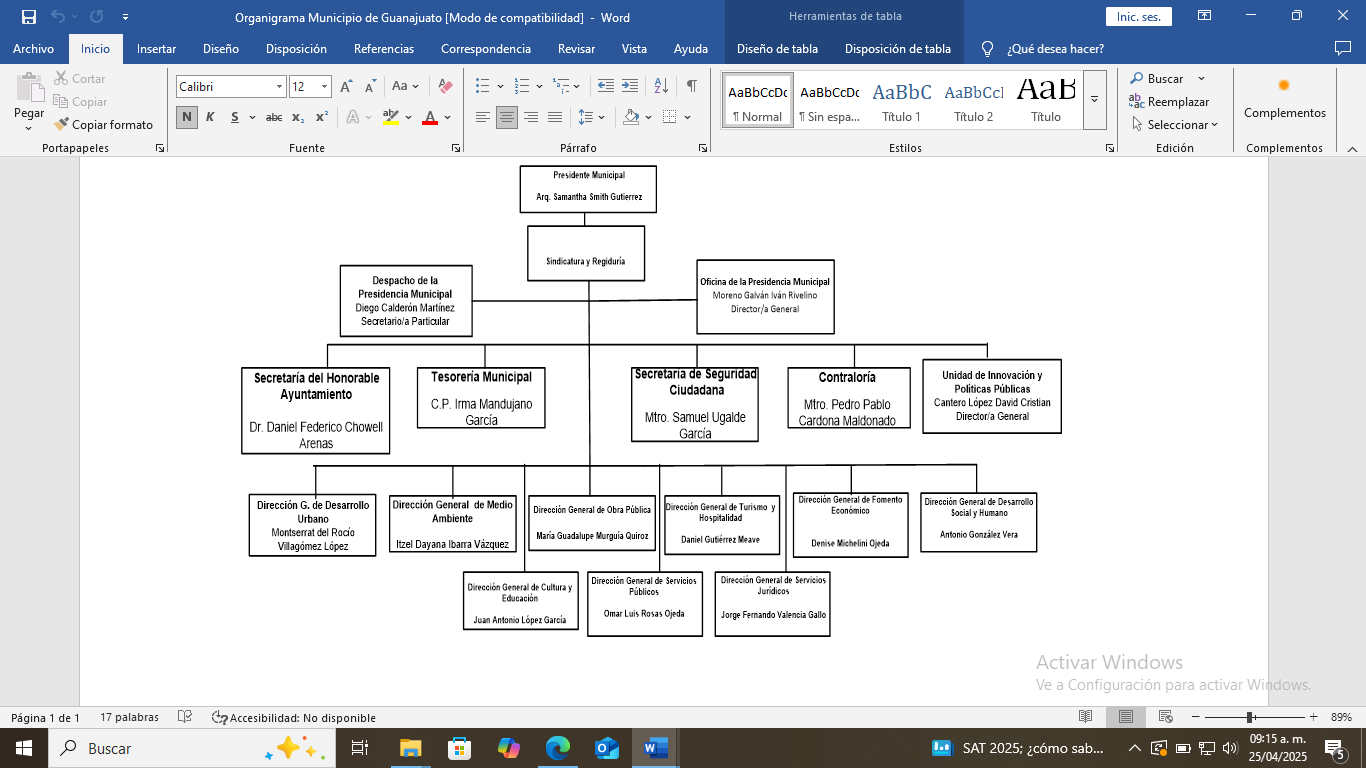 Organigrama Municipio de Guanajuato [Modo de compatibilidad] - Word
Herramientas de tabla
Inic. ses.
Archivo
Inicio
Insertar
Diseño
Disposición
Referencias
Correspondencia
Revisar
Vista
Ayuda
Diseño de tabla
Disposición de tabla
¿Qué desea hacer?
Pegar
Cortar
Copiar
Copiar formato
Portapapeles
Calibri
12
Aa
N K S abc x₂ x²
Fuente
Párrafo
AaBbCcDc
¶ Normal
AaBbCcDc
¶ Sin espa...
AaBbC
Título 1
AaBbCcI
Título 2
AaB
Título
Estilos
Buscar
Reemplazar
Seleccionar
Edición
Complementos
Complementos
Presidente Municipal
Arq. Samantha Smith Gutierrez
Sindicatura y Regiduría
Despacho de la
Presidencia Municipal
Diego Calderón Martínez
Secretario/a Particular
Oficina de la Presidencia Municipal
Moreno Galván Iván Rivelino
Director/a General
Secretaría del Honorable
Ayuntamiento
Dr. Daniel Federico Chowell
Arenas
Tesorería Municipal
C.P. Irma Mandujano
García
Secretaría de Seguridad
Ciudadana
Mtro. Samuel Ugalde
García
Contraloría
Mtro. Pedro Pablo
Cardona Maldonado
Unidad de Innovación y
Políticas Públicas
Cantero López David Cristian
Director/a General
Dirección G. de Desarrollo
Urbano
Montserrat del Rocío
Villagómez López
Dirección General de Medio
Ambiente
Itzel Dayana Ibarra Vázquez
Dirección General de Obra Pública
María Guadalupe Murguía Quiroz
Dirección General de Turismo y
Hospitalidad
Daniel Gutiérrez Meave
Dirección General de Fomento
Económico
Denise Michelini Ojeda
Dirección General de Desarrollo
Social y Humano
Antonio González Vera
Dirección General de Cultura y
Educación
Juan Antonio López García
Dirección General de Servicios
Públicos
Omar Luis Rosas Ojeda
Dirección General de Servicios
Jurídicos
Jorge Fernando Valencia Gallo
Activar Windows
Ve a Configuración para activar Windows.
Página 1 de 1
17 palabras
Accesibilidad: No disponible
89%
Buscar
SAT 2025; ¿cómo sab...
09:15 a. m.
25/04/2025
5